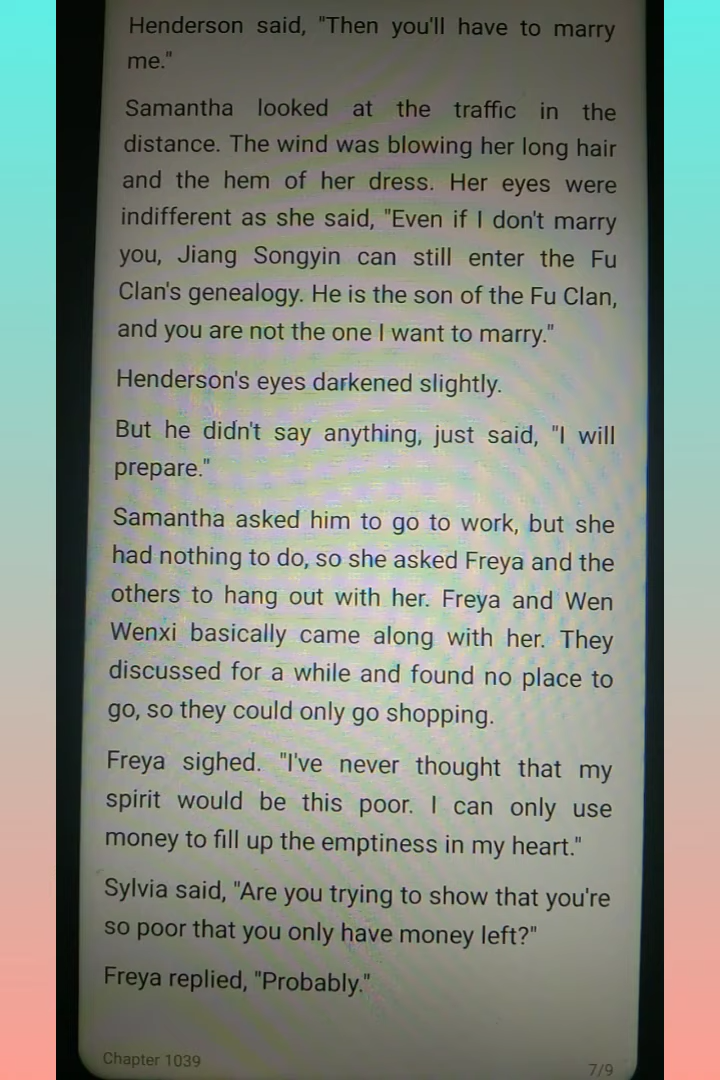 Henderson said, "Then you'll have to marry
me."
Samantha looked at the traffic in the
distance. The wind was blowing her long hair
and the hem of her dress. Her eyes were
indifferent as she said, "Even if I don't marry
you, Jiang Songyin can still enter the Fu
Clan's genealogy. He is the son of the Fu Clan,
and you are not the one I want to marry."
Henderson's eyes darkened slightly.
But he didn't say anything, just said, "I will
prepare."
Samantha asked him to go to work, but she
had nothing to do, so she asked Freya and the
others to hang out with her. Freya and Wen
Wenxi basically came along with her. They
discussed for a while and found no place to
go, so they could only go shopping.
Freya sighed. "I've never thought that my
spirit would be this poor. I can only use
money to fill up the emptiness in my heart."
Sylvia said, "Are you trying to show that you're
so poor that you only have money left?"
Freya replied, "Probably."
Chapter 1039
7/9